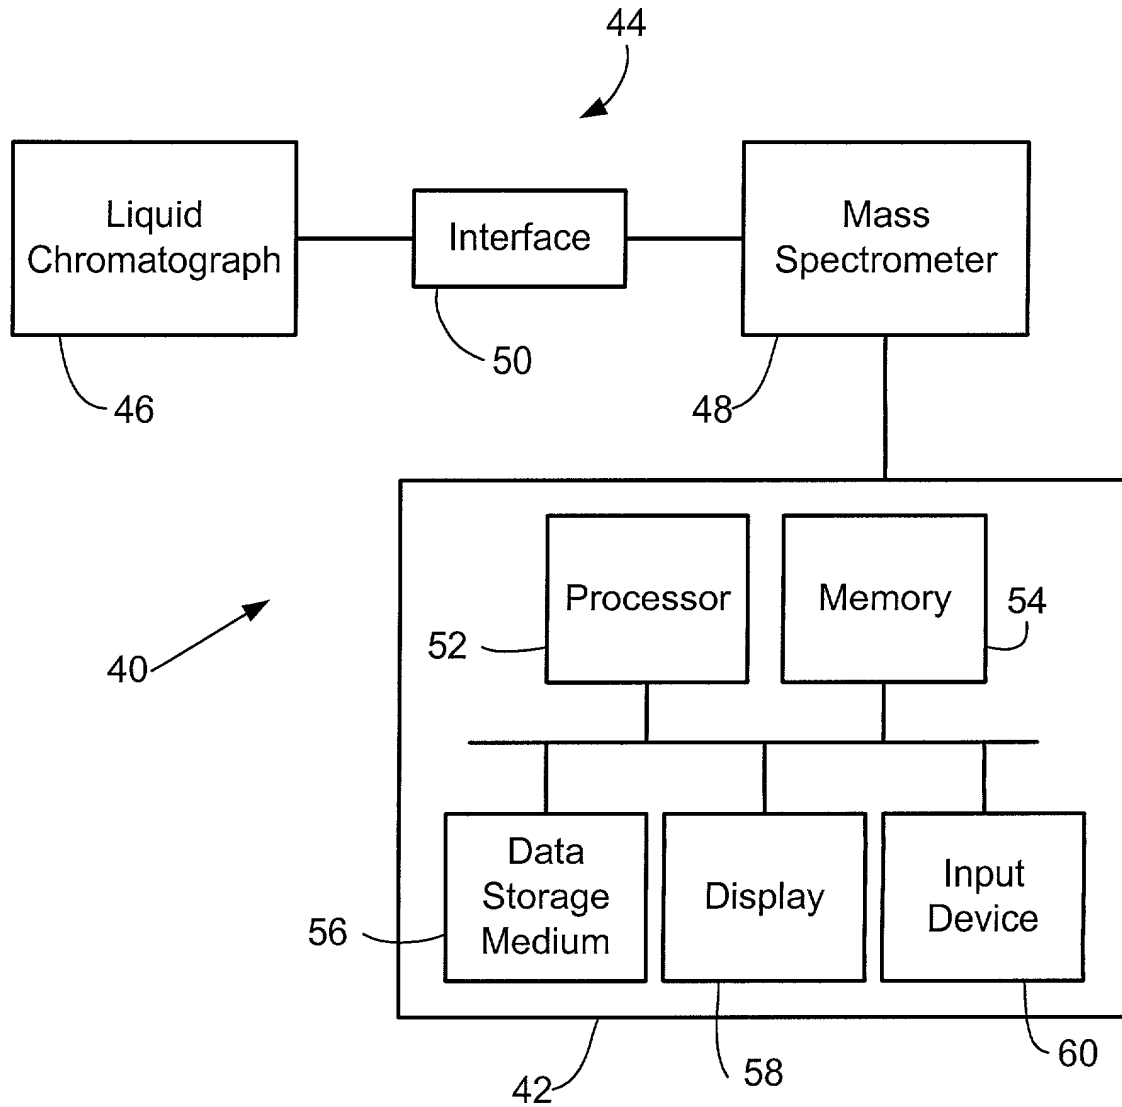 44
Liquid
Chromatograph
Interface
Mass
Spectrometer
46
50
48
Processor
Memory
52
54
40
Data
Storage
Medium
Display
Input
Device
56
42
58
60